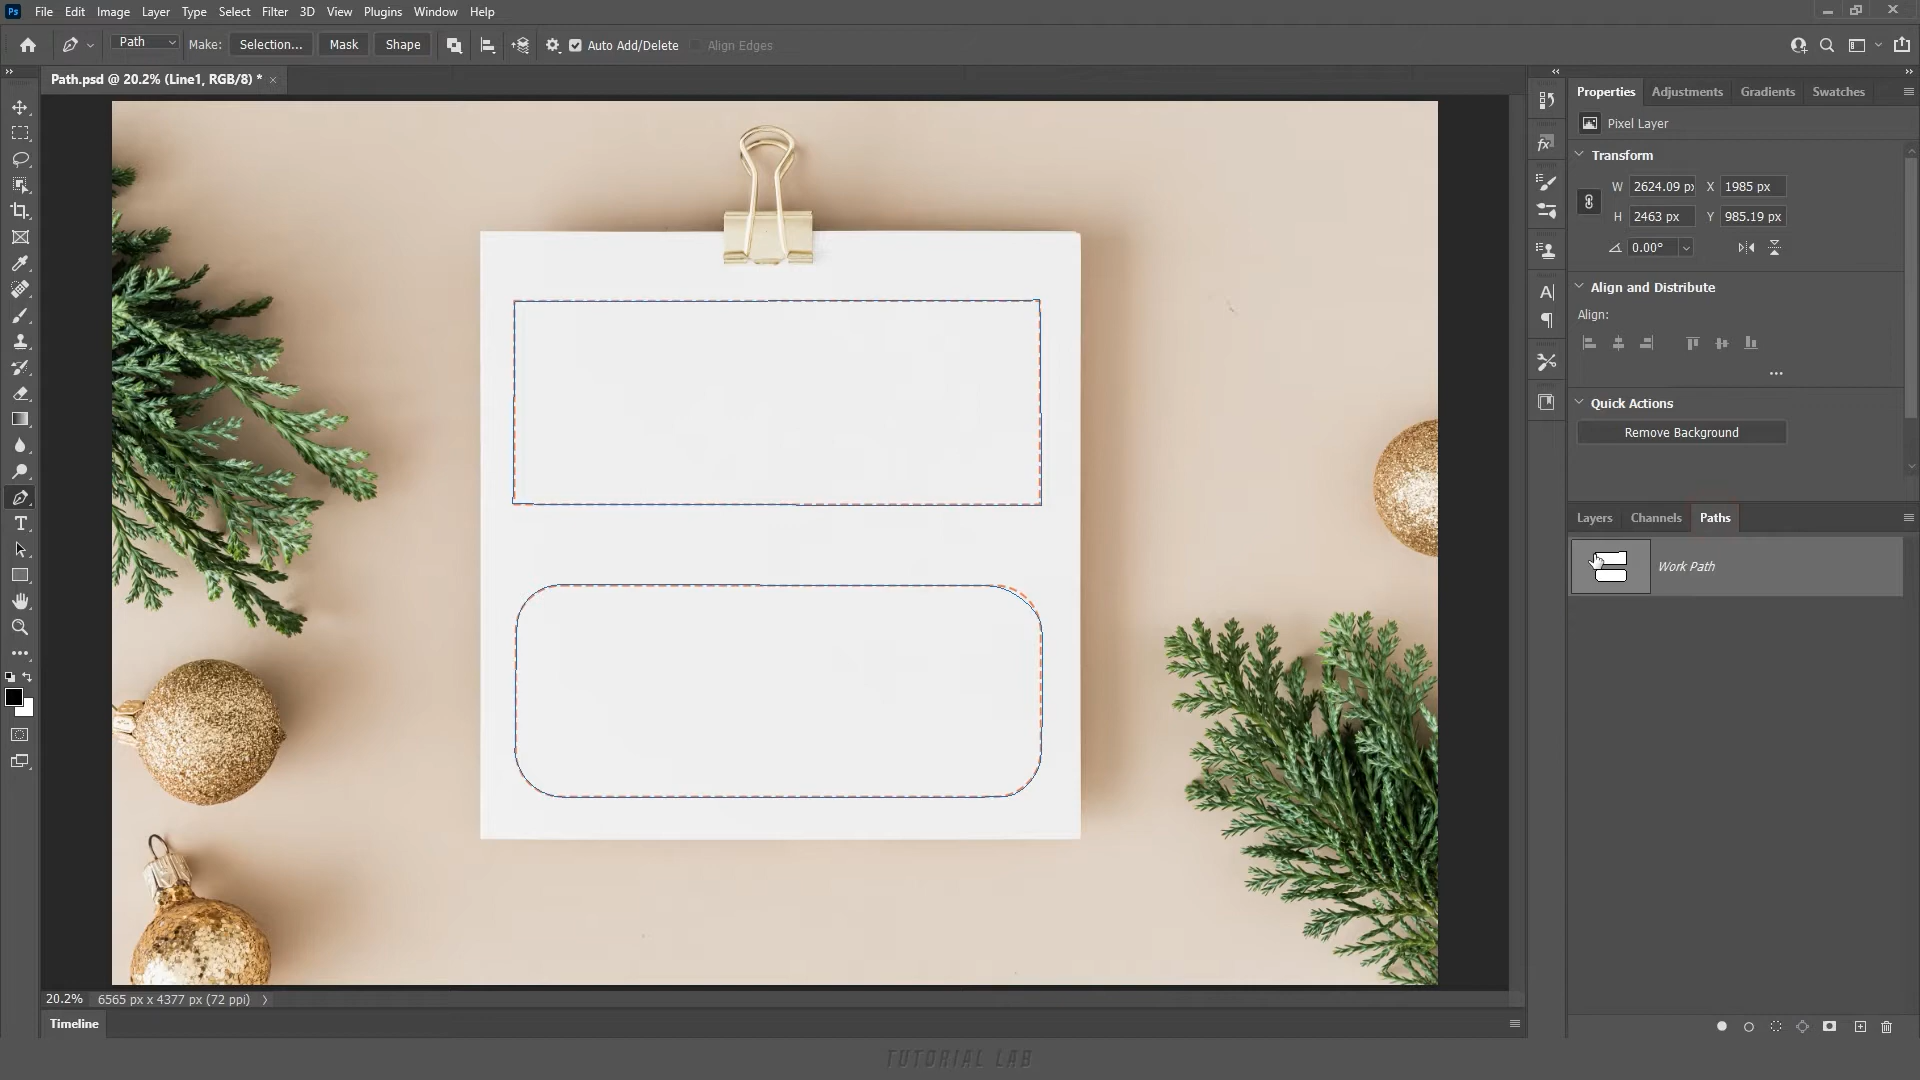 Ps File Edit Image Layer Type Select Filter 3D View Plugins Window Help
Path Make: Selection... Mask Shape Auto Add/Delete Align Edges
Path.psd @ 20.2% (Line1, RGB/8) *
Properties Adjustments Gradients Swatches
Pixel Layer
Transform
W 2624.09 px X 1985 px
H 2463 px Y 985.19 px
0.00°
Align and Distribute
Align:
Quick Actions
Remove Background
Layers Channels Paths
Work Path
20.2% 6565 px x 4377 px (72 ppi)
Timeline
TUTORIAL LAB